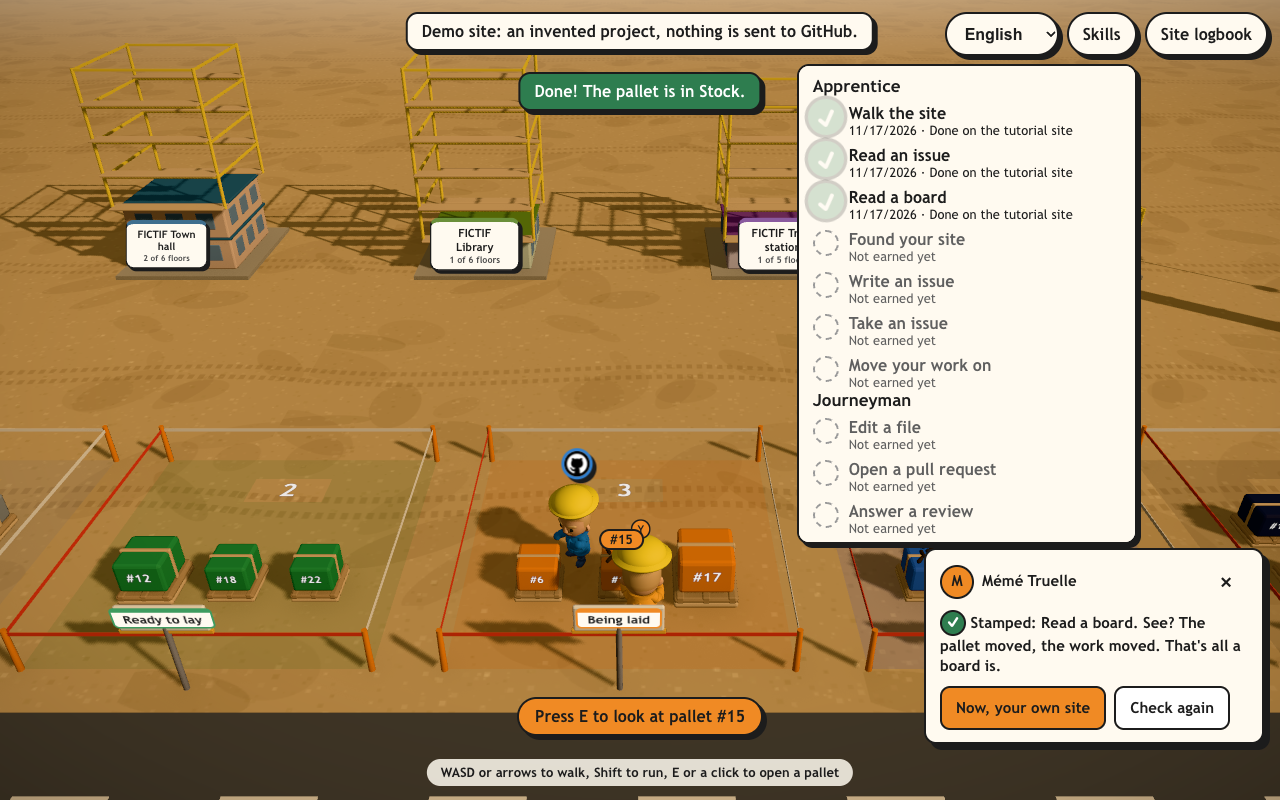 Demo site: an invented project, nothing is sent to GitHub.
English
Skills
Site logbook
Done! The pallet is in Stock.
Apprentice
Walk the site
11/17/2026 · Done on the tutorial site
Read an issue
11/17/2026 · Done on the tutorial site
Read a board
11/17/2026 · Done on the tutorial site
Found your site
Not earned yet
Write an issue
Not earned yet
Take an issue
Not earned yet
Move your work on
Not earned yet
Journeyman
Edit a file
Not earned yet
Open a pull request
Not earned yet
Answer a review
Not earned yet
FICTIF Town
hall
2 of 6 floors
FICTIF
Library
1 of 6 floors
FICTIF
station
1 of 5
2
3
#12
#18
#22
#6
#15
Y
#17
Ready to lay
Being laid
M
Mémé Truelle
×
Stamped: Read a board. See? The
pallet moved, the work moved. That's all a
board is.
Now, your own site
Check again
Press E to look at pallet #15
WASD or arrows to walk, Shift to run, E or a click to open a pallet